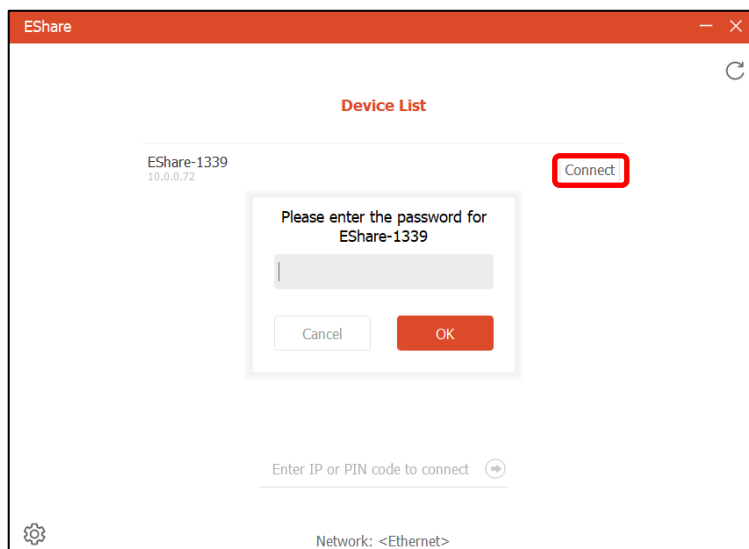 EShare
Device List
EShare-1339
10.0.0.72
Connect
Please enter the password for
EShare-1339
Cancel
OK
Enter IP or PIN code to connect
Network: <Ethernet>